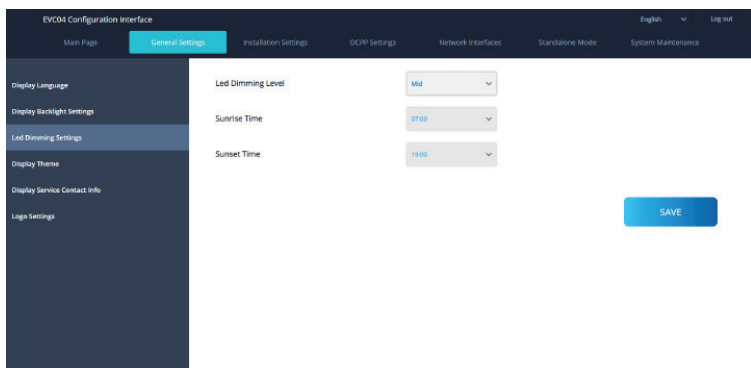 EVC04 Configuration Interface
English
Log out
Main Page
General Settings
Installation Settings
OCPP Settings
Network Interfaces
Standalone Mode
System Maintenance
Display Language
Display Backlight Settings
Led Dimming Settings
Display Theme
Display Service Contact Info
Logo Settings
Led Dimming Level
Mid
Sunrise Time
07:00
Sunset Time
19:00
SAVE